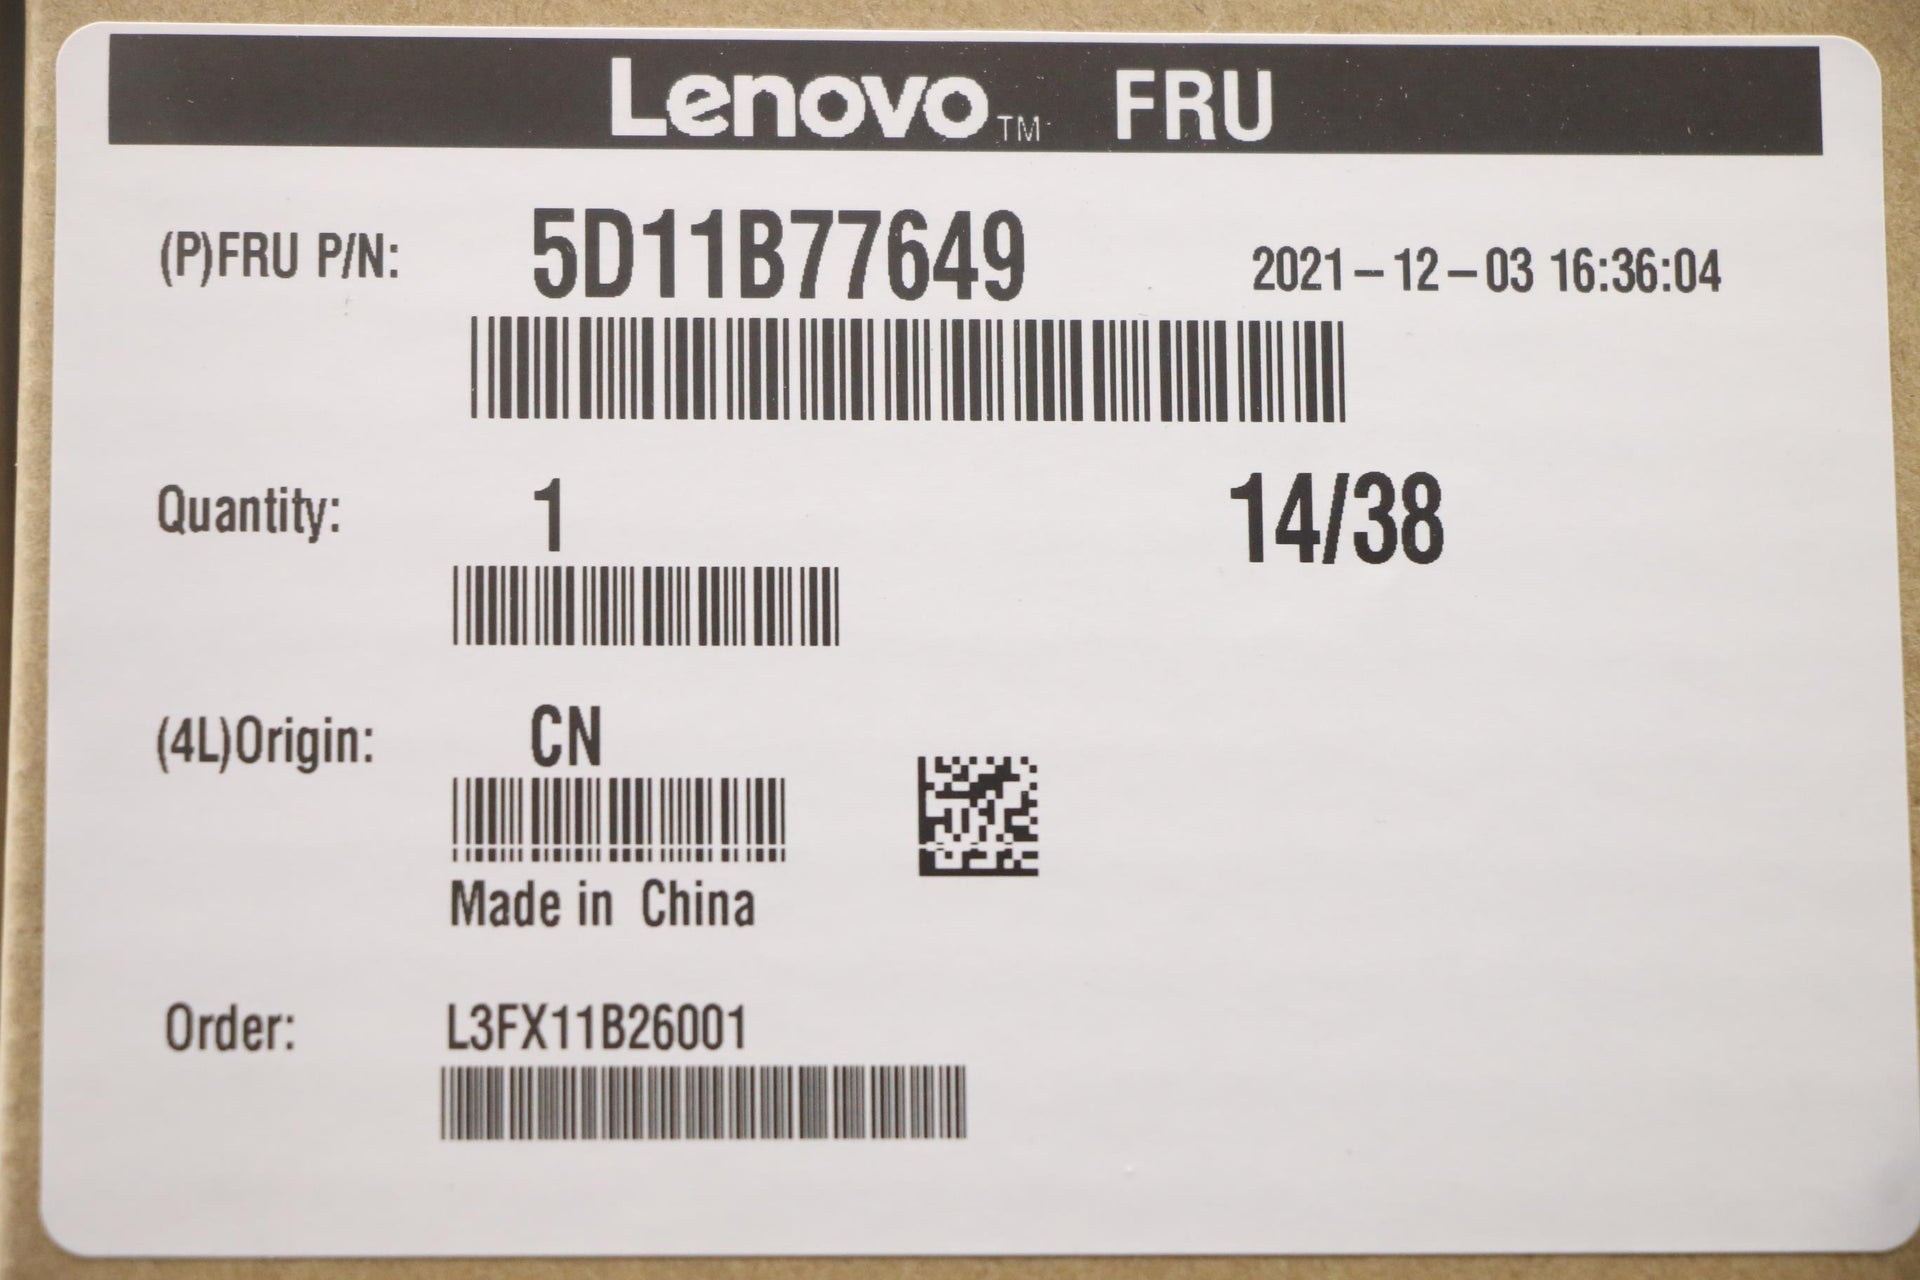 Lenovo™ FRU
(P)FRU P/N: 5D11B77649 2021-12-03 16:36:04
Quantity: 1 14/38
(4L)Origin: CN
Made in China
Order: L3FX11B26001